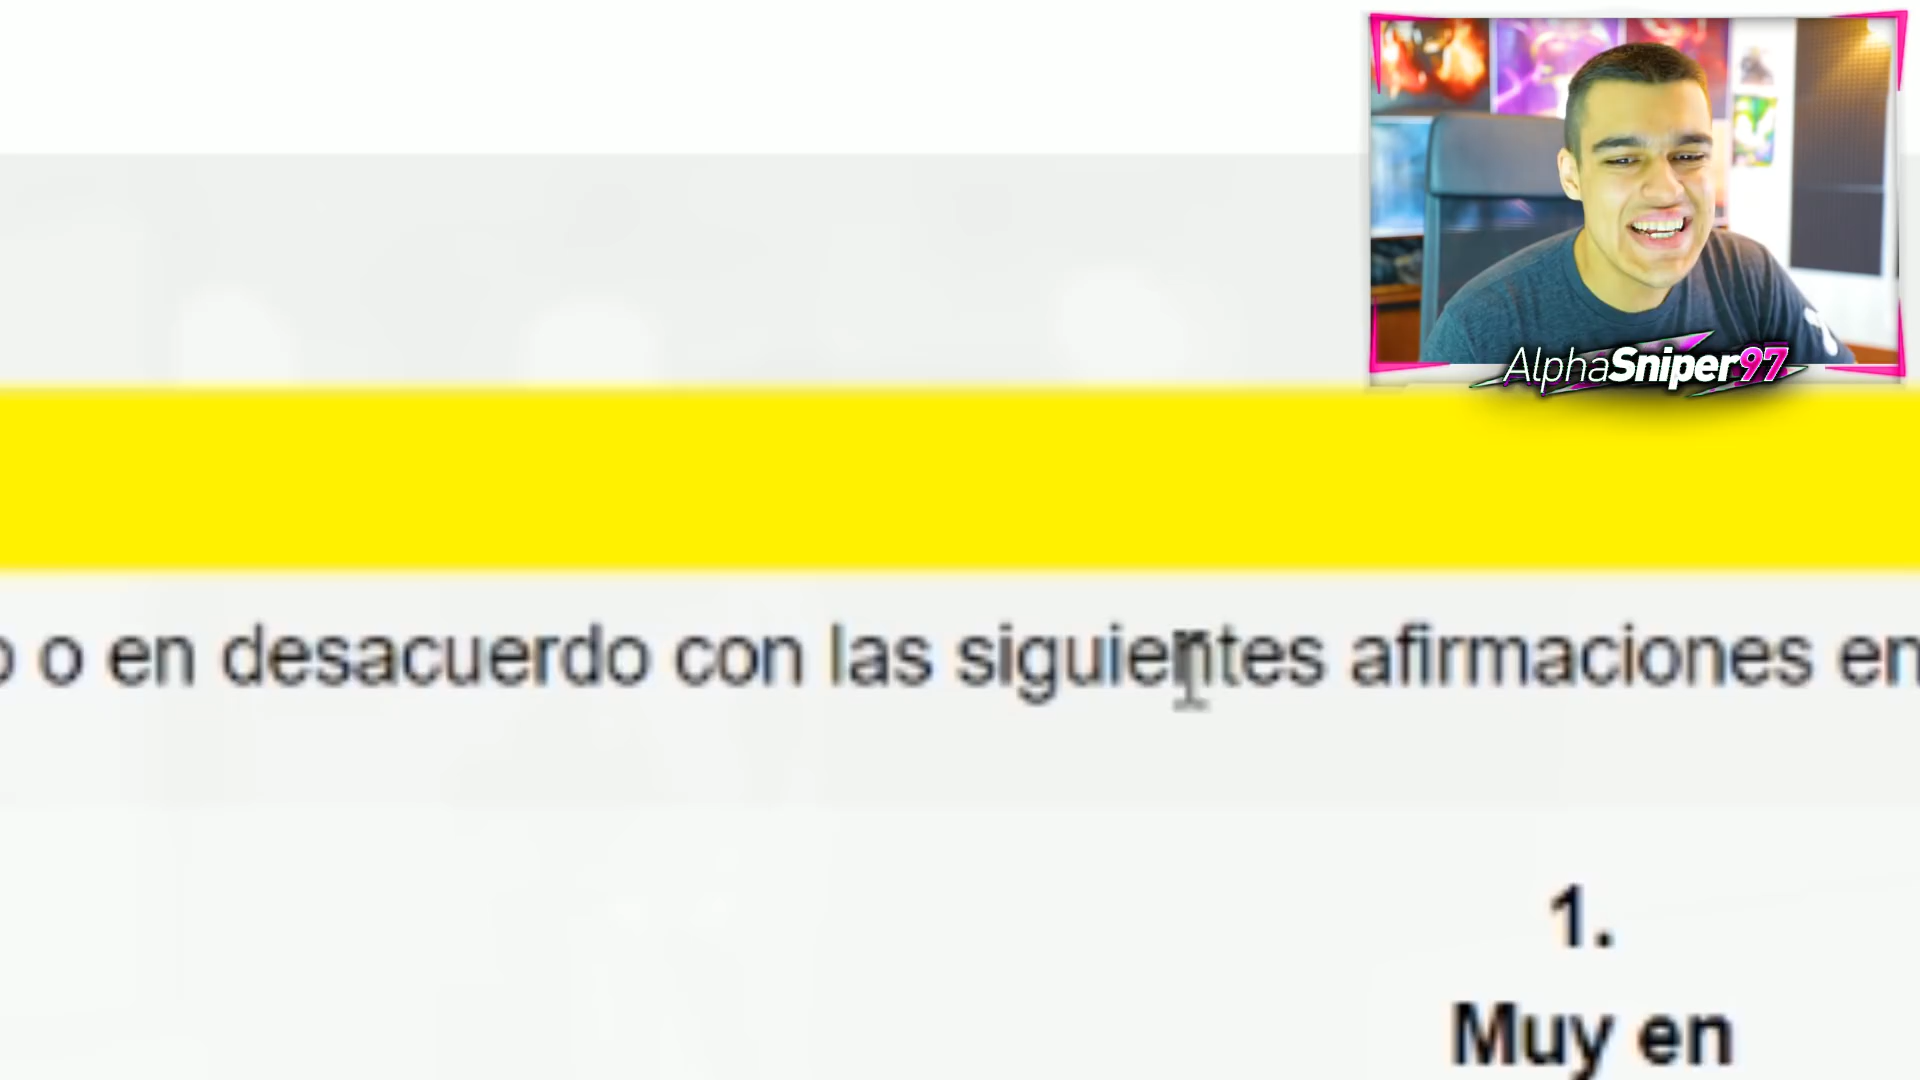 AlphaSniper97
o en desacuerdo con las siguientes afirmaciones en
1.
Muy en